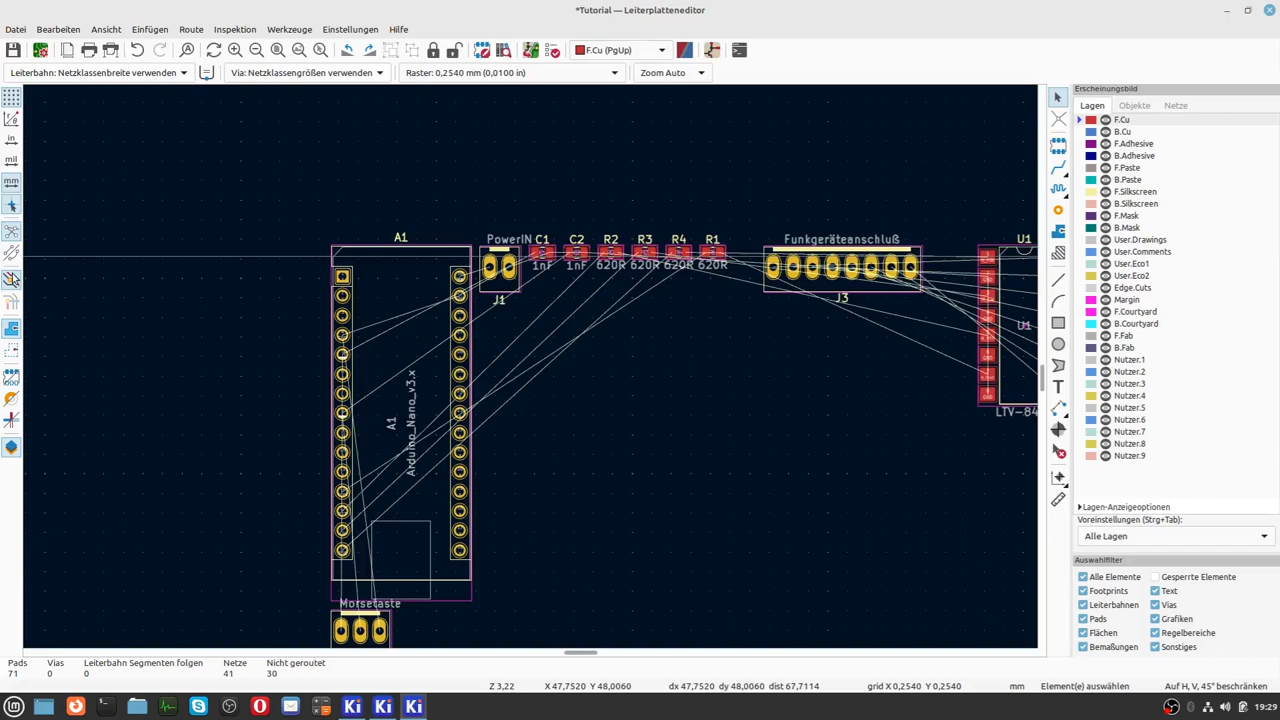 *Tutorial — Leiterplatteneditor
Datei Bearbeiten Ansicht Einfügen Route Inspektion Werkzeuge Einstellungen Hilfe
F.Cu (PgUp)
Leiterbahn: Netzklassenbreite verwenden Via: Netzklassengrößen verwenden Raster: 0,2540 mm (0,0100 in) Zoom Auto
Erscheinungsbild
Lagen Objekte Netze
F.Cu
B.Cu
F.Adhesive
B.Adhesive
F.Paste
B.Paste
F.Silkscreen
B.Silkscreen
F.Mask
B.Mask
User.Drawings
User.Comments
User.Eco1
User.Eco2
Edge.Cuts
Margin
F.Courtyard
B.Courtyard
F.Fab
B.Fab
Nutzer.1
Nutzer.2
Nutzer.3
Nutzer.4
Nutzer.5
Nutzer.6
Nutzer.7
Nutzer.8
Nutzer.9
Lagen-Anzeigeoptionen
Voreinstellungen (Strg+Tab):
Alle Lagen
Auswahlfilter
Alle Elemente Gesperrte Elemente
Footprints Text
Leiterbahnen Vias
Pads Grafiken
Flächen Regelbereiche
Bemaßungen Sonstiges
in
mil
mm
A1 PowerIN C1 C2 R2 R3 R4 R1 Funkgeräteanschluß U1
1nF 1nF 620R 620R 620R 620R
J1 J3
U1
A1
Arduino_Nano_v3.x
LTV-84
Morsetaste
Pads Vias Leiterbahn Segmenten folgen Netze Nicht geroutet
71 0 0 41 30
Z 3,22 X 47,7520 Y 48,0060 dx 47,7520 dy 48,0060 dist 67,7114 grid X 0,2540 Y 0,2540 mm Element(e) auswählen Auf H, V, 45° beschränken
19:29